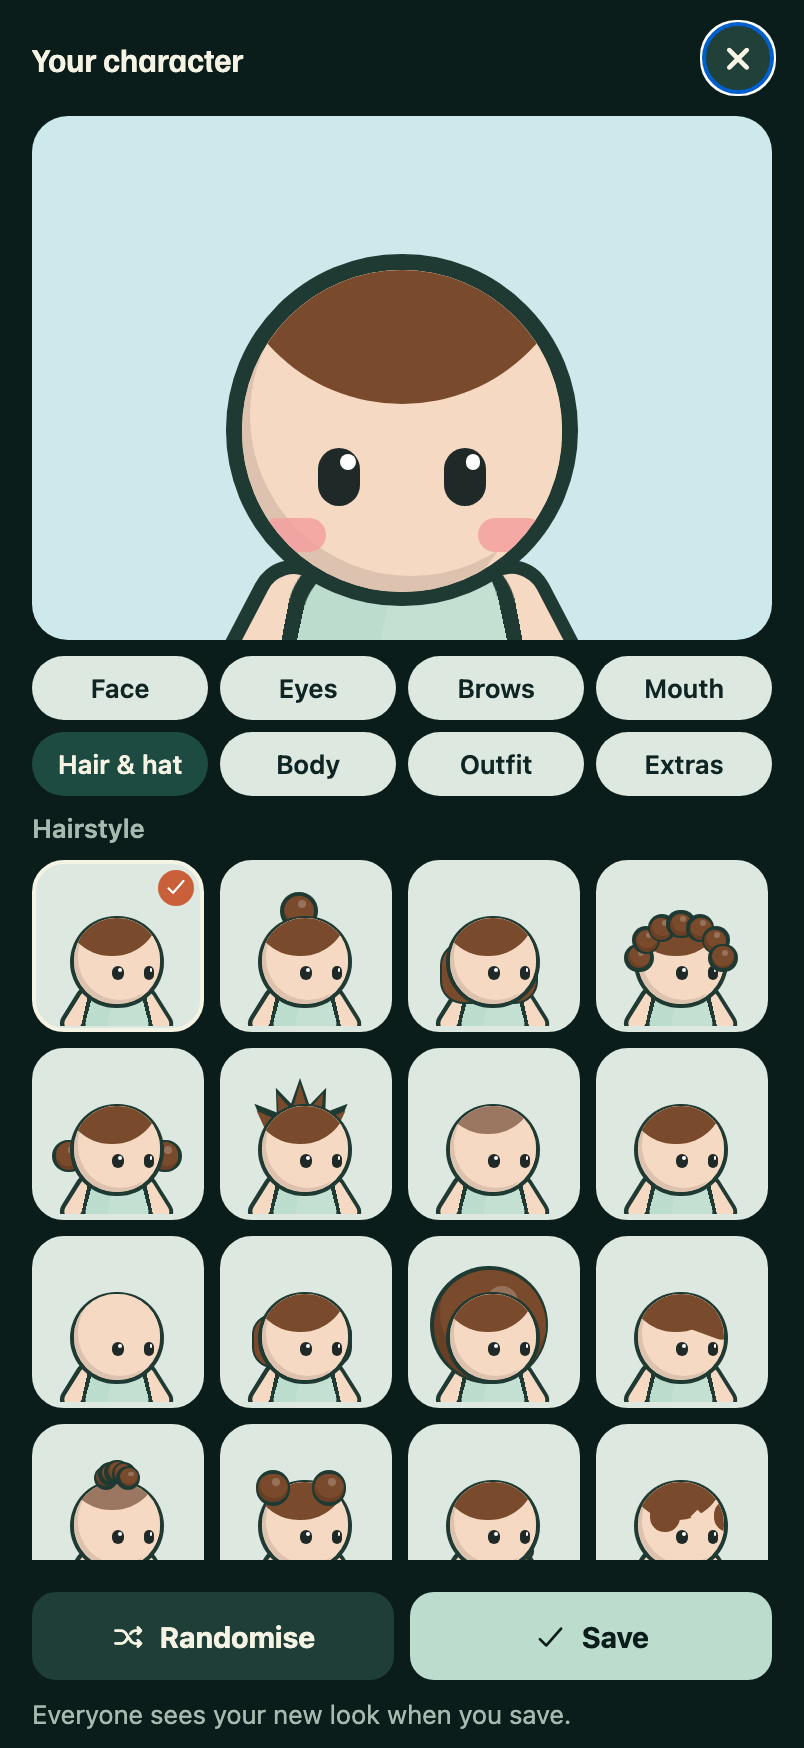 Your character
Face
Eyes
Brows
Mouth
Hair & hat
Body
Outfit
Extras
Hairstyle
Randomise
Save
Everyone sees your new look when you save.